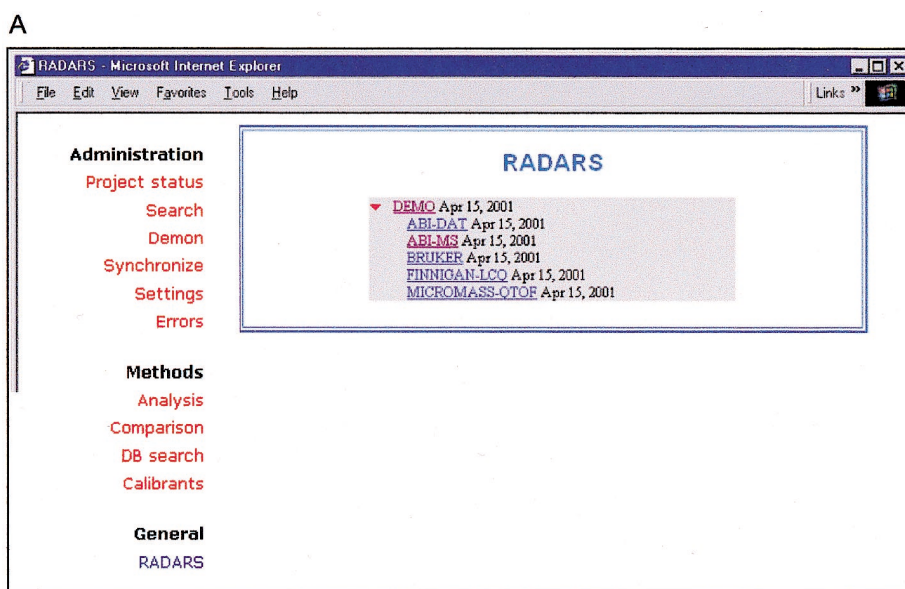 A
RADARS - Microsoft Internet Explorer
File Edit View Favorites Tools Help
Links »
Administration
Project status
Search
Demon
Synchronize
Settings
Errors
Methods
Analysis
Comparison
DB search
Calibrants
General
RADARS
RADARS
DEMO Apr 15, 2001
ABI-DAT Apr 15, 2001
ABI-MS Apr 15, 2001
BRUKER Apr 15, 2001
FINNIGAN-LCQ Apr 15, 2001
MICROMASS-QTOF Apr 15, 2001